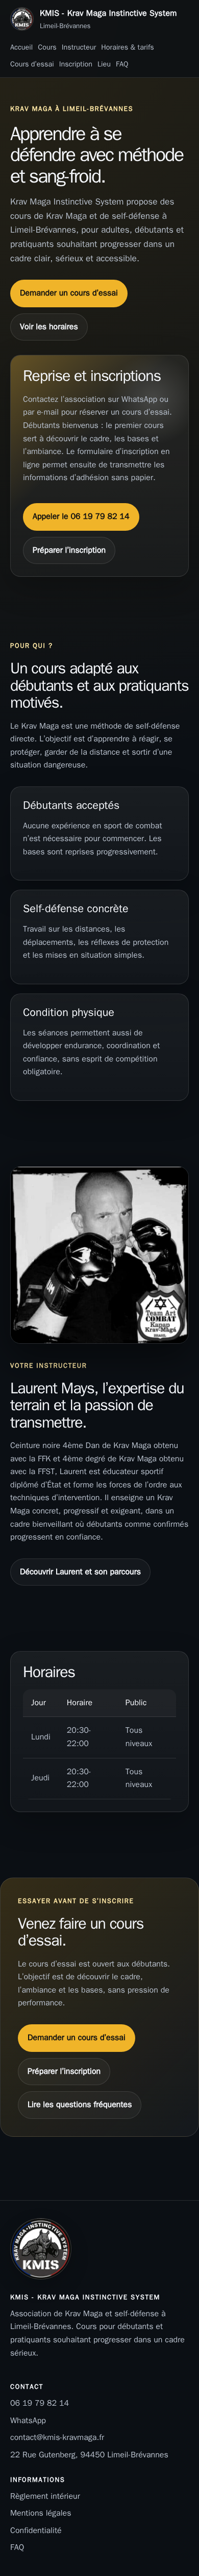 KMIS - Krav Maga Instinctive System
Limeil-Brévannes
Accueil Cours Instructeur Horaires & tarifs
Cours d'essai Inscription Lieu FAQ
KRAV MAGA À LIMEIL-BRÉVANNES
Apprendre à se
défendre avec méthode
et sang-froid.
Krav Maga Instinctive System propose des
cours de Krav Maga et de self-défense à
Limeil-Brévannes, pour adultes, débutants et
pratiquants souhaitant progresser dans un
cadre clair, sérieux et accessible.
Demander un cours d'essai
Voir les horaires
Reprise et inscriptions
Contactez l'association sur WhatsApp ou
par e-mail pour réserver un cours d'essai.
Débutants bienvenus : le premier cours
sert à découvrir le cadre, les bases et
l'ambiance. Le formulaire d'inscription en
ligne permet ensuite de transmettre les
informations d'adhésion sans papier.
Appeler le 06 19 79 82 14
Préparer l'inscription
POUR QUI ?
Un cours adapté aux
débutants et aux pratiquants
motivés.
Le Krav Maga est une méthode de self-défense
directe. L'objectif est d'apprendre à réagir, se
protéger, garder de la distance et sortir d'une
situation dangereuse.
Débutants acceptés
Aucune expérience en sport de combat
n'est nécessaire pour commencer. Les
bases sont reprises progressivement.
Self-défense concrète
Travail sur les distances, les
déplacements, les réflexes de protection
et les mises en situation simples.
Condition physique
Les séances permettent aussi de
développer endurance, coordination et
confiance, sans esprit de compétition
obligatoire.
Team Art
COMBAT
Kapap
Krav-Maga
VOTRE INSTRUCTEUR
Laurent Mays, l'expertise du
terrain et la passion de
transmettre.
Ceinture noire 4ème Dan de Krav Maga obtenu
avec la FFK et 4ème degré de Krav Maga obtenu
avec la FFST, Laurent est éducateur sportif
diplômé d'État et forme les forces de l'ordre aux
techniques d'intervention. Il enseigne un Krav
Maga concret, progressif et exigeant, dans un
cadre bienveillant où débutants comme confirmés
progressent en confiance.
Découvrir Laurent et son parcours
Horaires
Jour Horaire Public
Lundi 20:30-22:00 Tous niveaux
Jeudi 20:30-22:00 Tous niveaux
ESSAYER AVANT DE S'INSCRIRE
Venez faire un cours
d'essai.
Le cours d'essai est ouvert aux débutants.
L'objectif est de découvrir le cadre,
l'ambiance et les bases, sans pression de
performance.
Demander un cours d'essai
Préparer l'inscription
Lire les questions fréquentes
KRAV MAGA INSTINCTIVE SYSTEM
KMIS
KMIS - KRAV MAGA INSTINCTIVE SYSTEM
Association de Krav Maga et self-défense à
Limeil-Brévannes. Cours pour débutants et
pratiquants souhaitant progresser dans un cadre
sérieux.
CONTACT
06 19 79 82 14
WhatsApp
contact@kmis-kravmaga.fr
22 Rue Gutenberg, 94450 Limeil-Brévannes
INFORMATIONS
Règlement intérieur
Mentions légales
Confidentialité
FAQ